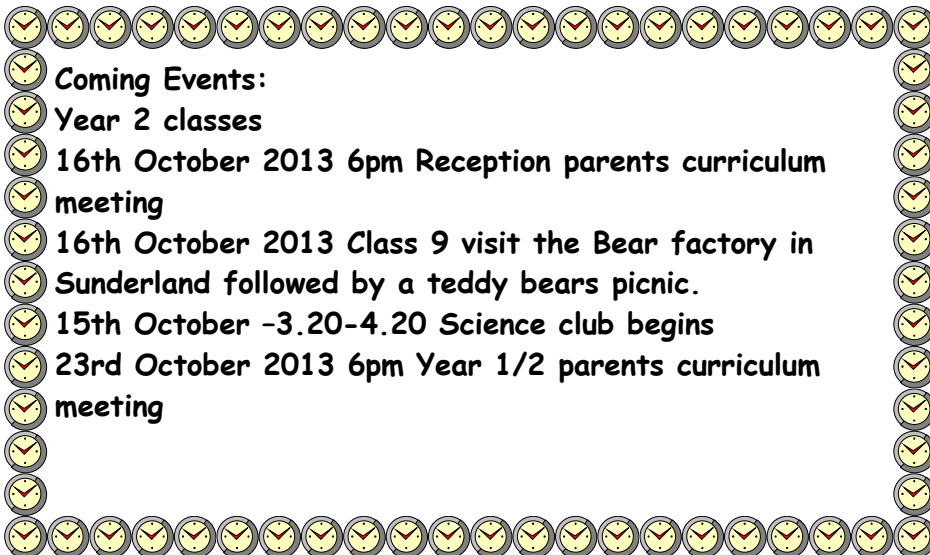 Coming Events:
Year 2 classes
16th October 2013 6pm Reception parents curriculum
meeting
16th October 2013 Class 9 visit the Bear factory in
Sunderland followed by a teddy bears picnic.
15th October –3.20-4.20 Science club begins
23rd October 2013 6pm Year 1/2 parents curriculum
meeting